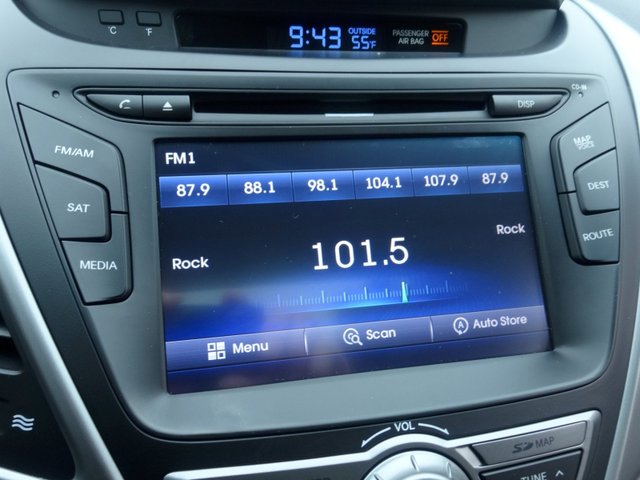 C F
9:43 OUTSIDE 55°F PASSENGER AIR BAG OFF
CD-IN
DISP
FM/AM
SAT
MEDIA
MAP VOICE
DEST
ROUTE
FM1
87.9 88.1 98.1 104.1 107.9 87.9
Rock 101.5 Rock
Menu Scan A Auto Store
VOL
SD MAP
TUNE